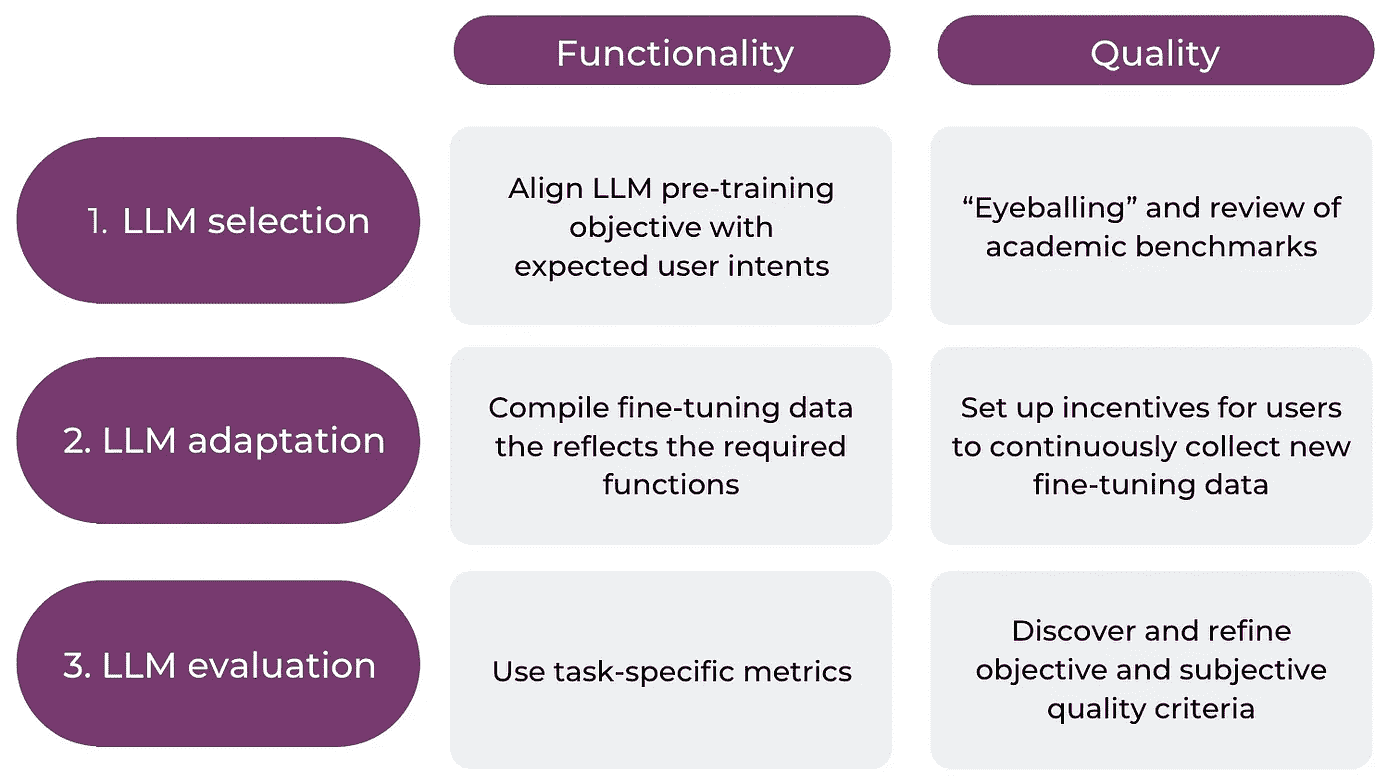 Functionality
Quality
1. LLM selection
Align LLM pre-training
objective with
expected user intents
“Eyeballing” and review of
academic benchmarks
2. LLM adaptation
Compile fine-tuning data
the reflects the required
functions
Set up incentives for users
to continuously collect new
fine-tuning data
3. LLM evaluation
Use task-specific metrics
Discover and refine
objective and subjective
quality criteria